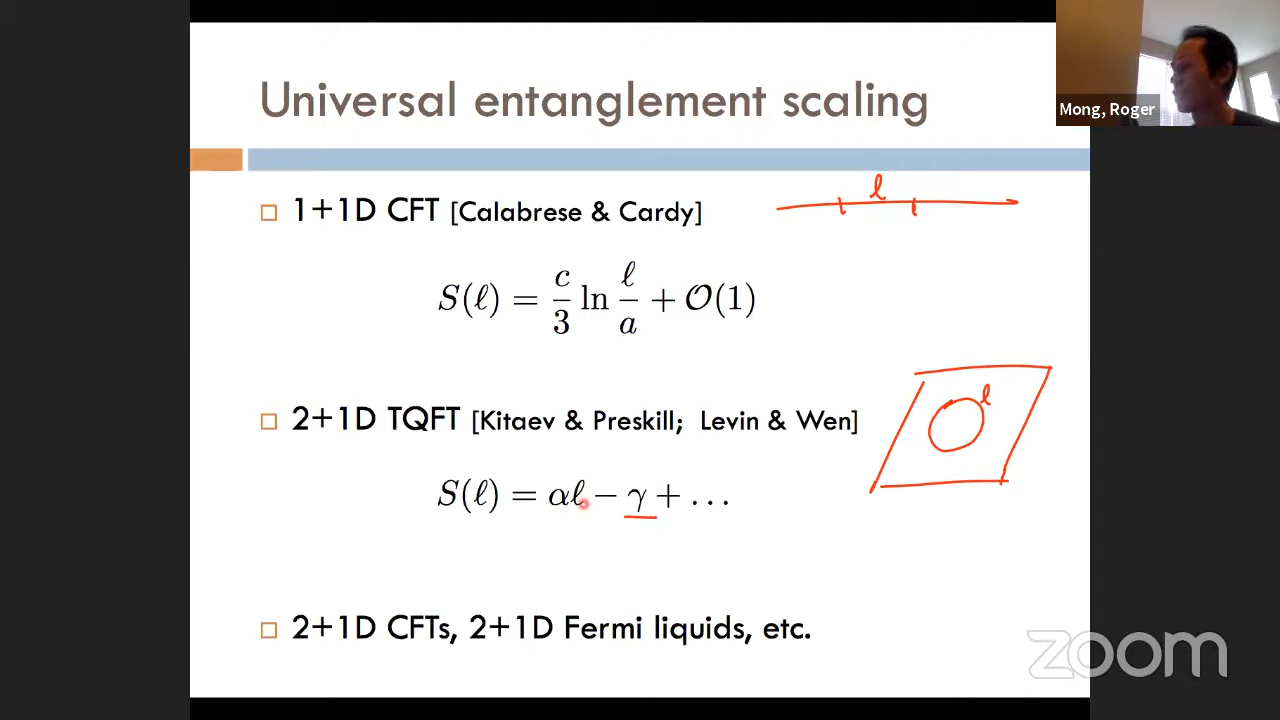 Universal entanglement scaling
Mong, Roger
1+1D CFT [Calabrese & Cardy]
ℓ
S(ℓ) = c/3 ln ℓ/a + 𝒪(1)
2+1D TQFT [Kitaev & Preskill; Levin & Wen]
ℓ
S(ℓ) = αℓ − γ + ...
2+1D CFTs, 2+1D Fermi liquids, etc.
zoom